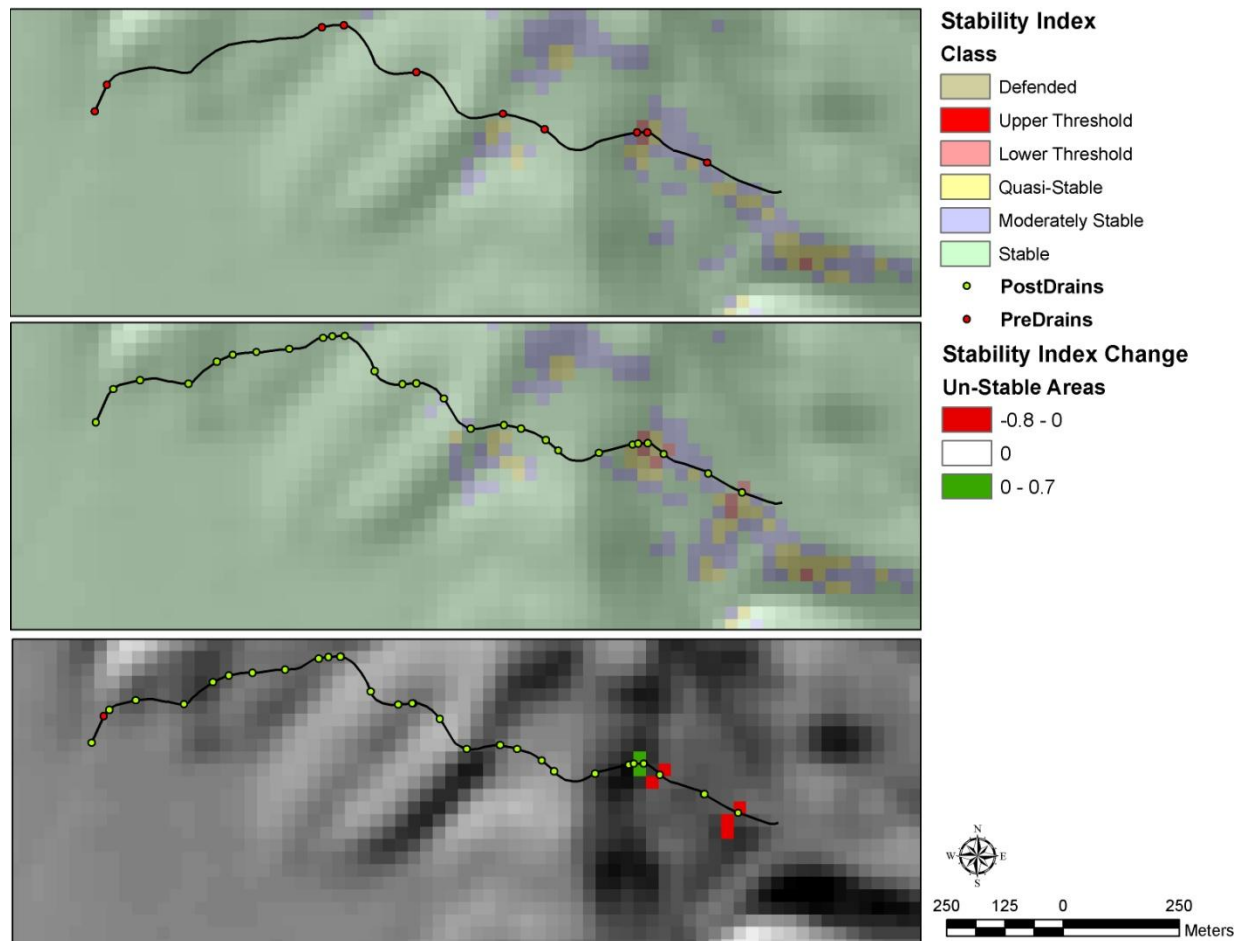 Stability Index
Class
Defended
Upper Threshold
Lower Threshold
Quasi-Stable
Moderately Stable
Stable
PostDrains
PreDrains
Stability Index Change
Un-Stable Areas
-0.8 - 0
0
0 - 0.7
N
W E
S
250 125 0 250
Meters